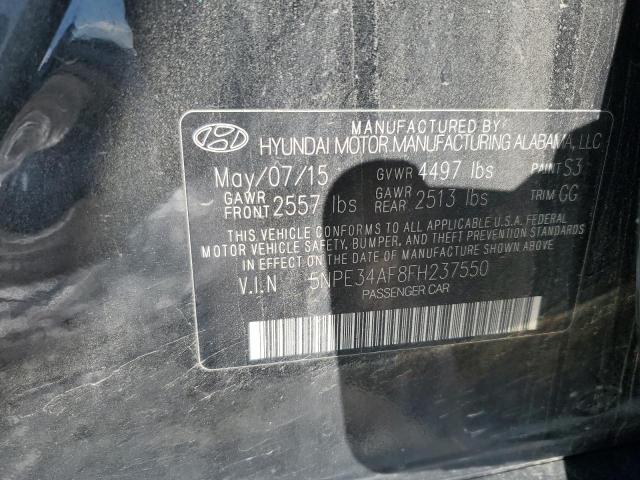 MANUFACTURED BY
HYUNDAI MOTOR MANUFACTURING ALABAMA, LLC
May/07/15 GVWR 4497 lbs PAINT S3
GAWR FRONT 2557 lbs GAWR REAR 2513 lbs TRIM GG
THIS VEHICLE CONFORMS TO ALL APPLICABLE U.S.A. FEDERAL
MOTOR VEHICLE SAFETY, BUMPER, AND THEFT PREVENTION STANDARDS
IN EFFECT ON THE DATE OF MANUFACTURE SHOWN ABOVE.
V.I.N 5NPE34AF8FH237550
PASSENGER CAR